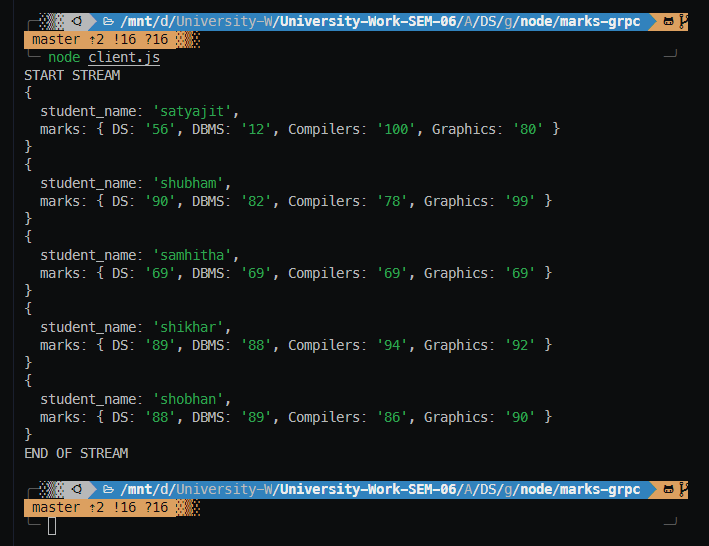 /mnt/d/University-W/University-Work-SEM-06/A/DS/g/node/marks-grpc
master ↑2 !16 ?16
node client.js
START STREAM
{
  student_name: 'satyajit',
  marks: { DS: '56', DBMS: '12', Compilers: '100', Graphics: '80' }
}
{
  student_name: 'shubham',
  marks: { DS: '90', DBMS: '82', Compilers: '78', Graphics: '99' }
}
{
  student_name: 'samhitha',
  marks: { DS: '69', DBMS: '69', Compilers: '69', Graphics: '69' }
}
{
  student_name: 'shikhar',
  marks: { DS: '89', DBMS: '88', Compilers: '94', Graphics: '92' }
}
{
  student_name: 'shobhan',
  marks: { DS: '88', DBMS: '89', Compilers: '86', Graphics: '90' }
}
END OF STREAM
/mnt/d/University-W/University-Work-SEM-06/A/DS/g/node/marks-grpc
master ↑2 !16 ?16